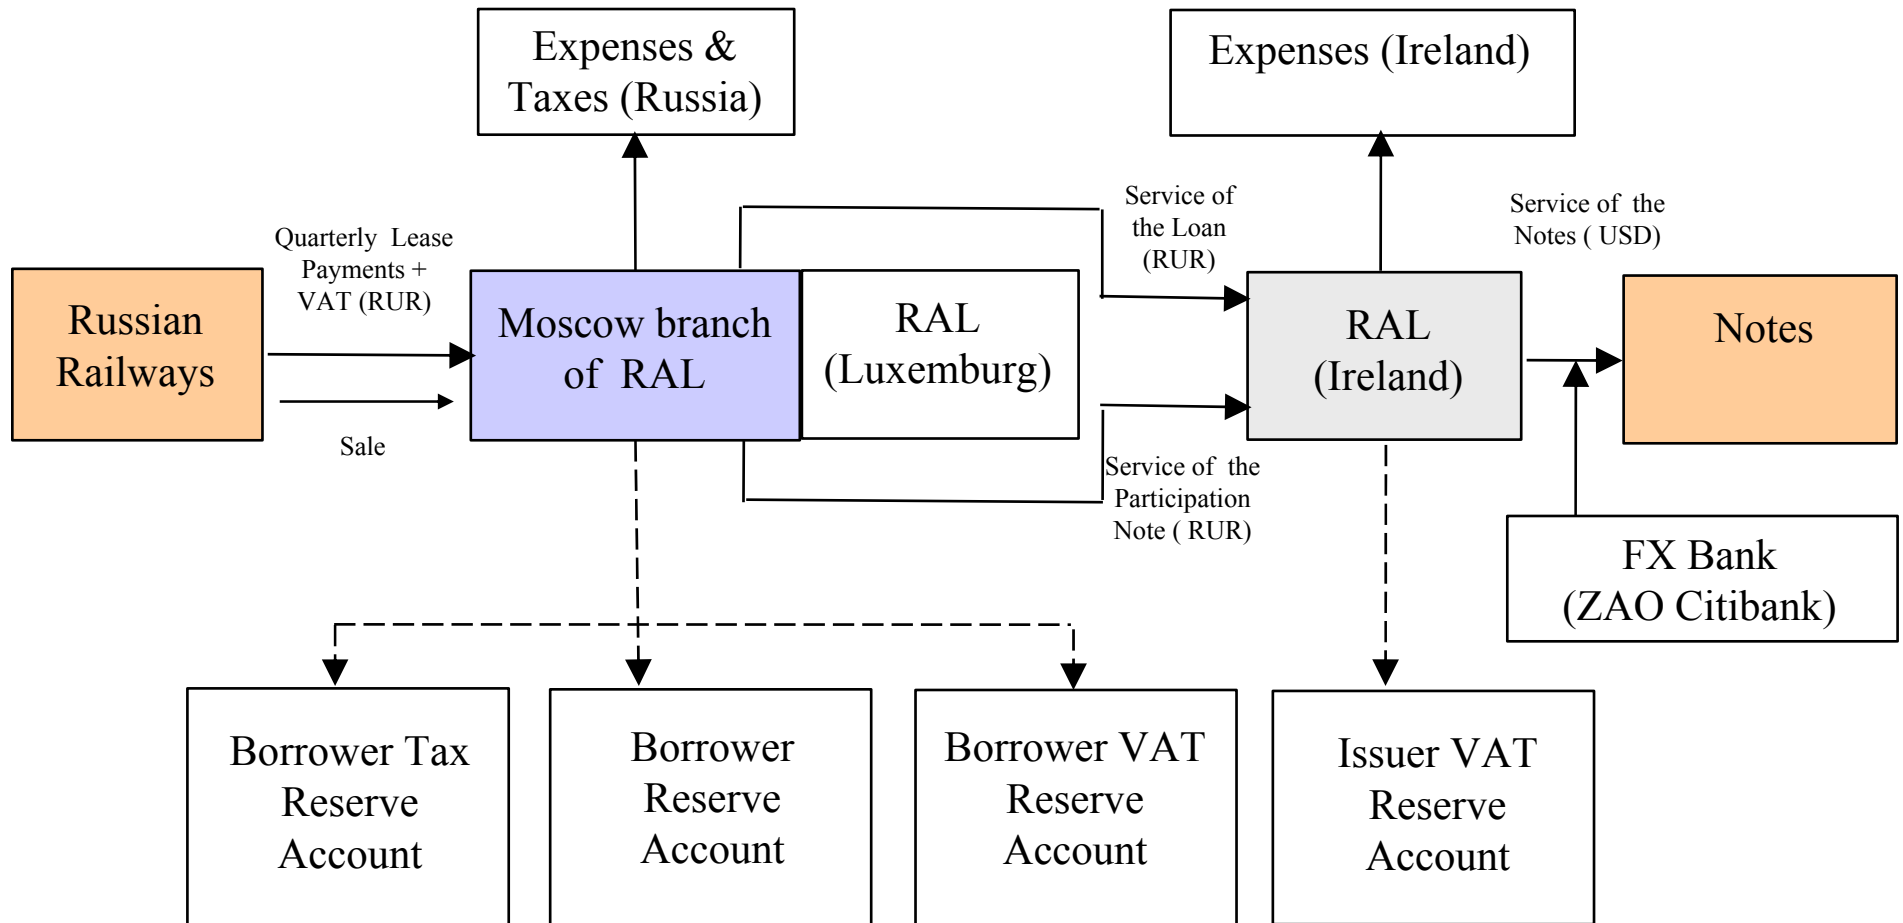 Expenses &
Taxes (Russia)
Expenses (Ireland)
Quarterly Lease
Payments +
VAT (RUR)
Service of
the Loan
(RUR)
Service of the
Notes ( USD)
Russian
Railways
Moscow branch
of RAL
RAL
(Luxemburg)
RAL
(Ireland)
Notes
Sale
Service of the
Participation
Note ( RUR)
FX Bank
(ZAO Citibank)
Borrower Tax
Reserve
Account
Borrower
Reserve
Account
Borrower VAT
Reserve
Account
Issuer VAT
Reserve
Account